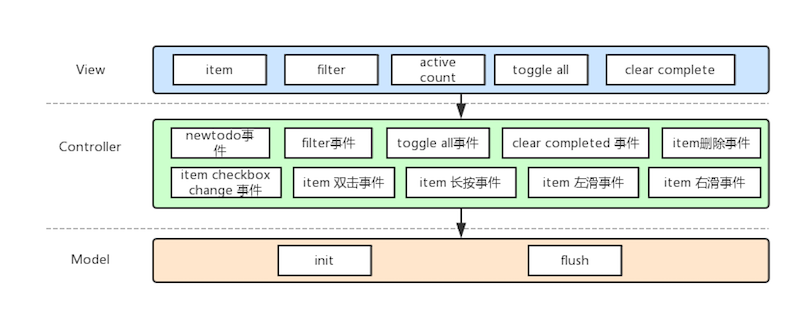 View
item
filter
active
count
toggle all
clear complete
Controller
newtodo事
件
filter事件
toggle all事件
clear completed 事件
item删除事件
item checkbox
change 事件
item 双击事件
item 长按事件
item 左滑事件
item 右滑事件
Model
init
flush